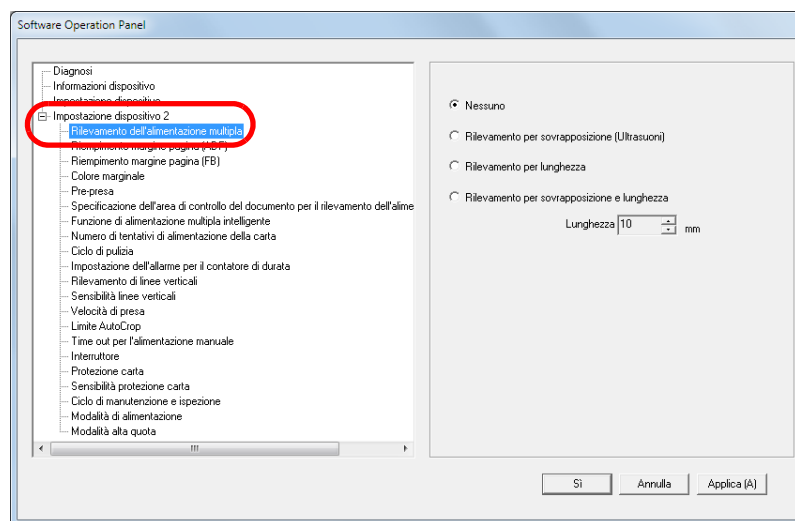 Software Operation Panel
Diagnosi
Informazioni dispositivo
Impostazione dispositivo
Impostazione dispositivo 2
Rilevamento dell'alimentazione multipla
Riempimento margine pagina (ADF)
Riempimento margine pagina (FB)
Colore marginale
Pre-presa
Specificazione dell'area di controllo del documento per il rilevamento dell'alime
Funzione di alimentazione multipla intelligente
Numero di tentativi di alimentazione della carta
Ciclo di pulizia
Impostazione dell'allarme per il contatore di durata
Rilevamento di linee verticali
Sensibilità linee verticali
Velocità di presa
Limite AutoCrop
Time out per l'alimentazione manuale
Interruttore
Protezione carta
Sensibilità protezione carta
Ciclo di manutenzione e ispezione
Modalità di alimentazione
Modalità alta quota
Nessuno
Rilevamento per sovrapposizione (Ultrasuoni)
Rilevamento per lunghezza
Rilevamento per sovrapposizione e lunghezza
Lunghezza 10 mm
Sì Annulla Applica (A)